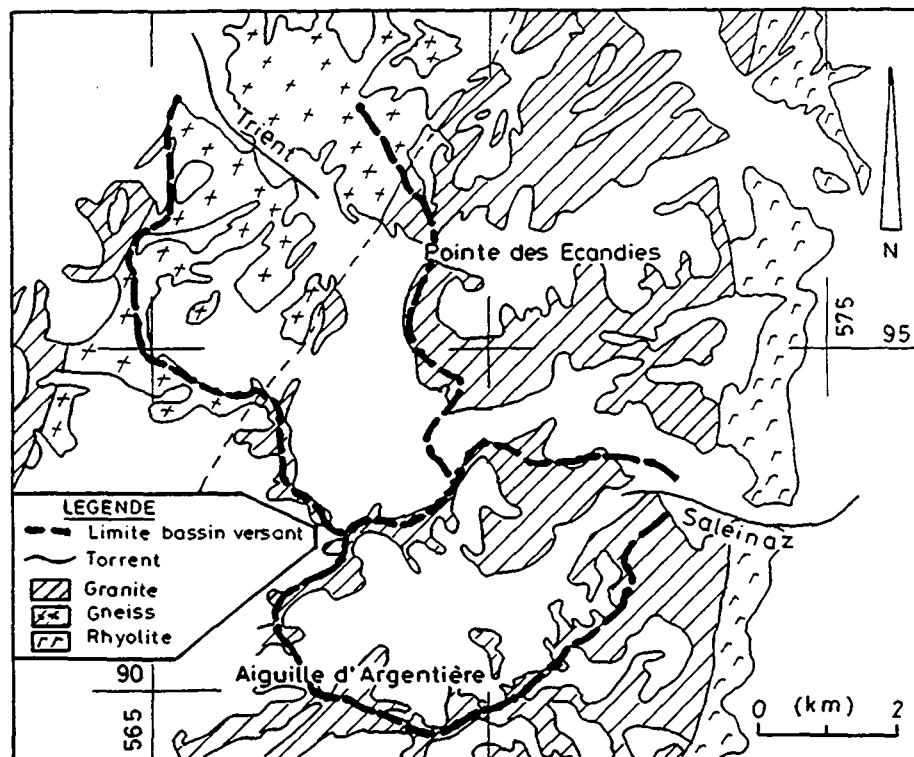 Trient
Pointe des Ecandies
N
575
95
LEGENDE
Limite bassin versant
Torrent
Granite
Gneiss
Rhyolite
Saléinaz
Aiguille d'Argentière
90
565
0 (km) 2